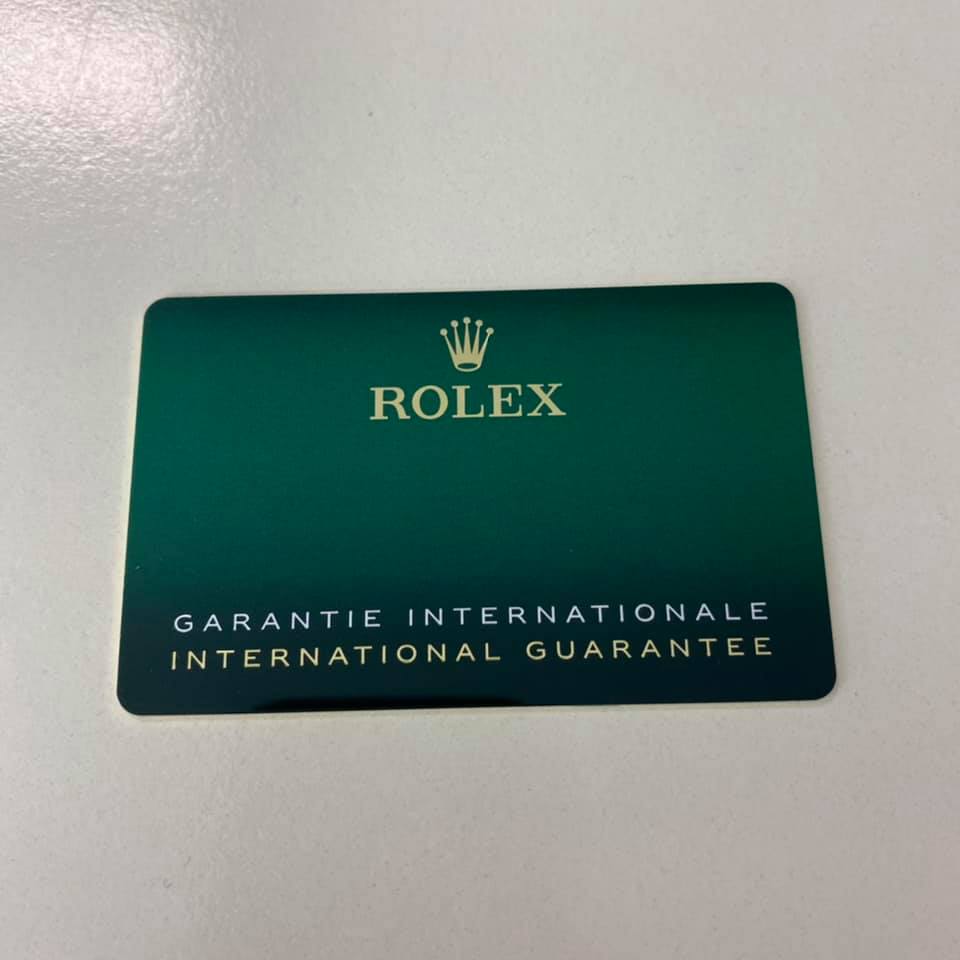 ROLEX
GARANTIE INTERNATIONALE
INTERNATIONAL GUARANTEE